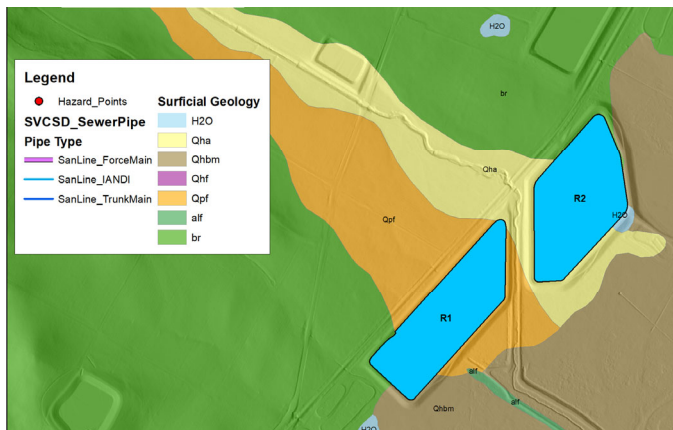 H2O
Legend
Hazard_Points
SVCSD_SewerPipe
Pipe Type
SanLine_ForceMain
SanLine_IANDI
SanLine_TrunkMain
Surficial Geology
H2O
Qha
Qhbm
Qhf
Qpf
alf
br
br
Qha
R2
H2O
Qpf
R1
alf
alf
Qhbm
H2O